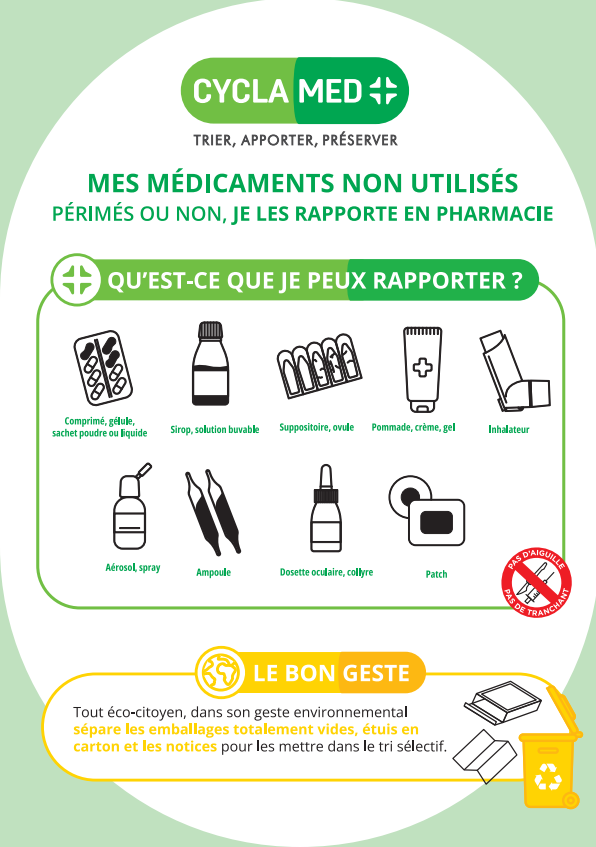 CYCLAMED
TRIER, APPORTER, PRÉSERVER
MES MÉDICAMENTS NON UTILISÉS
PÉRIMÉS OU NON, JE LES RAPPORTE EN PHARMACIE
QU'EST-CE QUE JE PEUX RAPPORTER ?
Comprimé, gélule,
sachet poudre ou liquide
Sirop, solution buvable
Suppositoire, ovule
Pommade, crème, gel
Inhalateur
Aérosol, spray
Ampoule
Dosette oculaire, collyre
Patch
PAS D'AIGUILLE
PAS DE TRANCHANT
LE BON GESTE
Tout éco-citoyen, dans son geste environnemental
sépare les emballages totalement vides, étuis en
carton et les notices pour les mettre dans le tri sélectif.